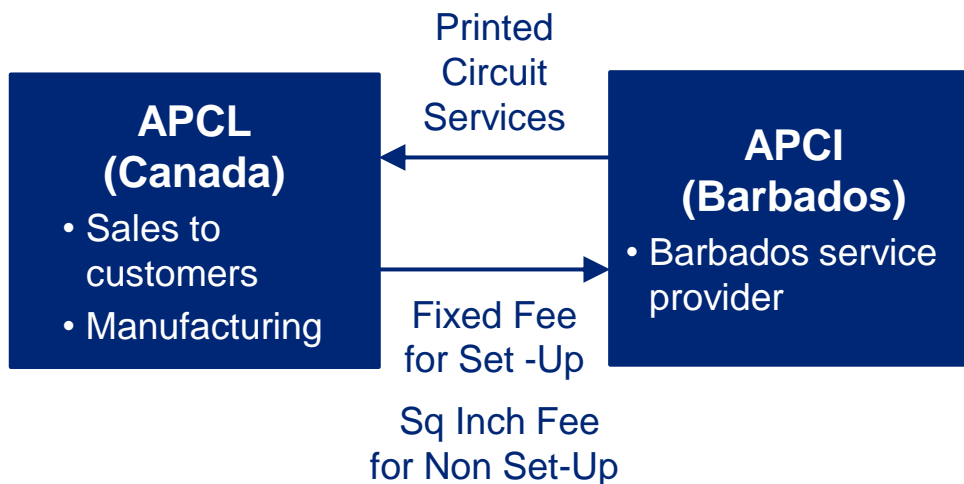 Printed
Circuit
Services
APCL
(Canada)
• Sales to
customers
• Manufacturing
APCI
(Barbados)
• Barbados service
provider
Fixed Fee
for Set -Up
Sq Inch Fee
for Non Set-Up